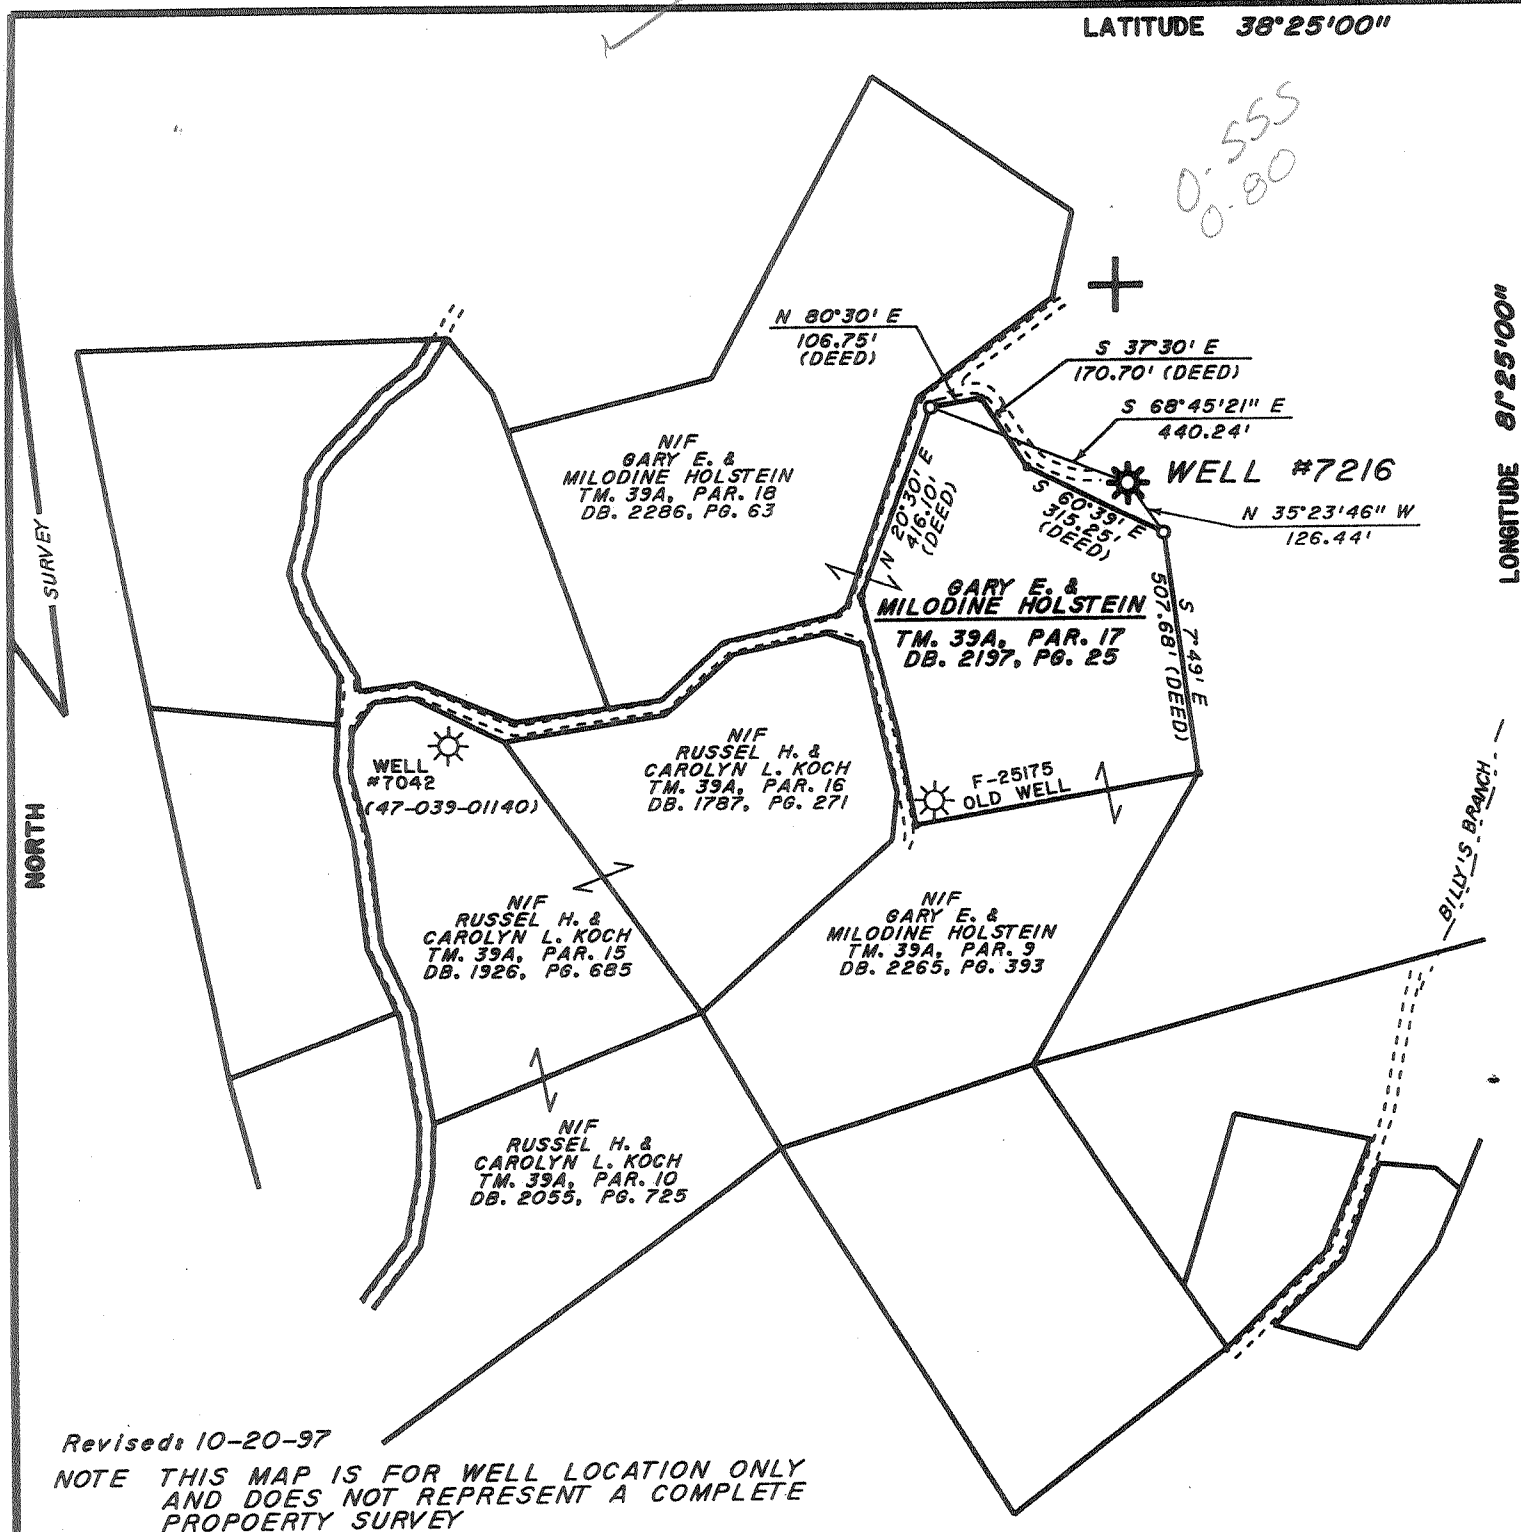 LATITUDE 38°25'00"
0-555
0-80
LONGITUDE 81°25'00"
N 80°30' E
106.75'
(DEED)
S 37°30' E
170.70' (DEED)
S 68°45'21" E
440.24'
WELL #7216
N 35°23'46" W
126.44'
N 20°30' E
416.10'
(DEED)
S 60°39' E
315.25'
(DEED)
N/F
GARY E. &
MILODINE HOLSTEIN
TM. 39A, PAR. 18
DB. 2286, PG. 63
SURVEY
NORTH
GARY E. &
MILODINE HOLSTEIN
TM. 39A, PAR. 17
DB. 2197, PG. 25
S 7°49' E
507.68' (DEED)
WELL
#7042
(47-039-01140)
N/F
RUSSEL H. &
CAROLYN L. KOCH
TM. 39A, PAR. 16
DB. 1787, PG. 271
F-25175
OLD WELL
BILLY'S BRANCH
N/F
RUSSEL H. &
CAROLYN L. KOCH
TM. 39A, PAR. 15
DB. 1926, PG. 685
N/F
GARY E. &
MILODINE HOLSTEIN
TM. 39A, PAR. 9
DB. 2265, PG. 393
N/F
RUSSEL H. &
CAROLYN L. KOCH
TM. 39A, PAR. 10
DB. 2055, PG. 725
Revised: 10-20-97
NOTE THIS MAP IS FOR WELL LOCATION ONLY
AND DOES NOT REPRESENT A COMPLETE
PROPOERTY SURVEY